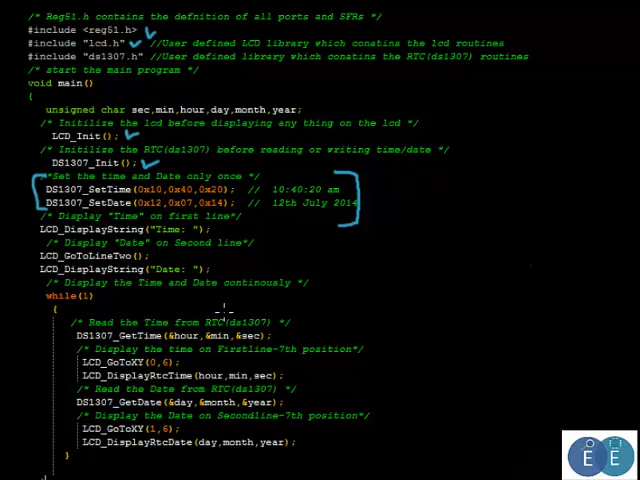 /* Reg51.h contains the defnition of all ports and SFRs */
#include <reg51.h>
#include "lcd.h" //User defined LCD library which conatins the lcd routines
#include "ds1307.h" //User defined library which conatins the RTC(ds1307) routines
/* start the main program */
void main()
{
unsigned char sec,min,hour,day,month,year;
/* Initilize the lcd before displaying any thing on the lcd */
LCD_Init();
/* Initilize the RTC(ds1307) before reading or writing time/date */
DS1307_Init();
/*Set the time and Date only once */
DS1307_SetTime(0x10,0x40,0x20); // 10:40:20 am
DS1307_SetDate(0x12,0x07,0x14); // 12th July 2014
/* Display "Time" on first line*/
LCD_DisplayString("Time: ");
/* Display "Date" on Second line*/
LCD_GoToLineTwo();
LCD_DisplayString("Date: ");
/* Display the Time and Date continously */
while(1)
{
/* Read the Time from RTC(ds1307) */
DS1307_GetTime(&hour,&min,&sec);
/* Display the time on Firstline-7th position*/
LCD_GoToXY(0,6);
LCD_DisplayRtcTime(hour,min,sec);
/* Read the Date from RTC(ds1307) */
DS1307_GetDate(&day,&month,&year);
/* Display the Date on Secondline-7th position*/
LCD_GoToXY(1,6);
LCD_DisplayRtcDate(day,month,year);
}
E E